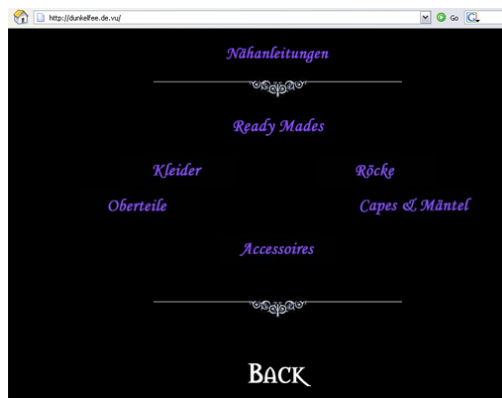 http://dunkelfee.de.vu/ Go
Nähanleitungen
Ready Mades
Kleider Röcke
Oberteile Capes & Mäntel
Accessoires
BACK